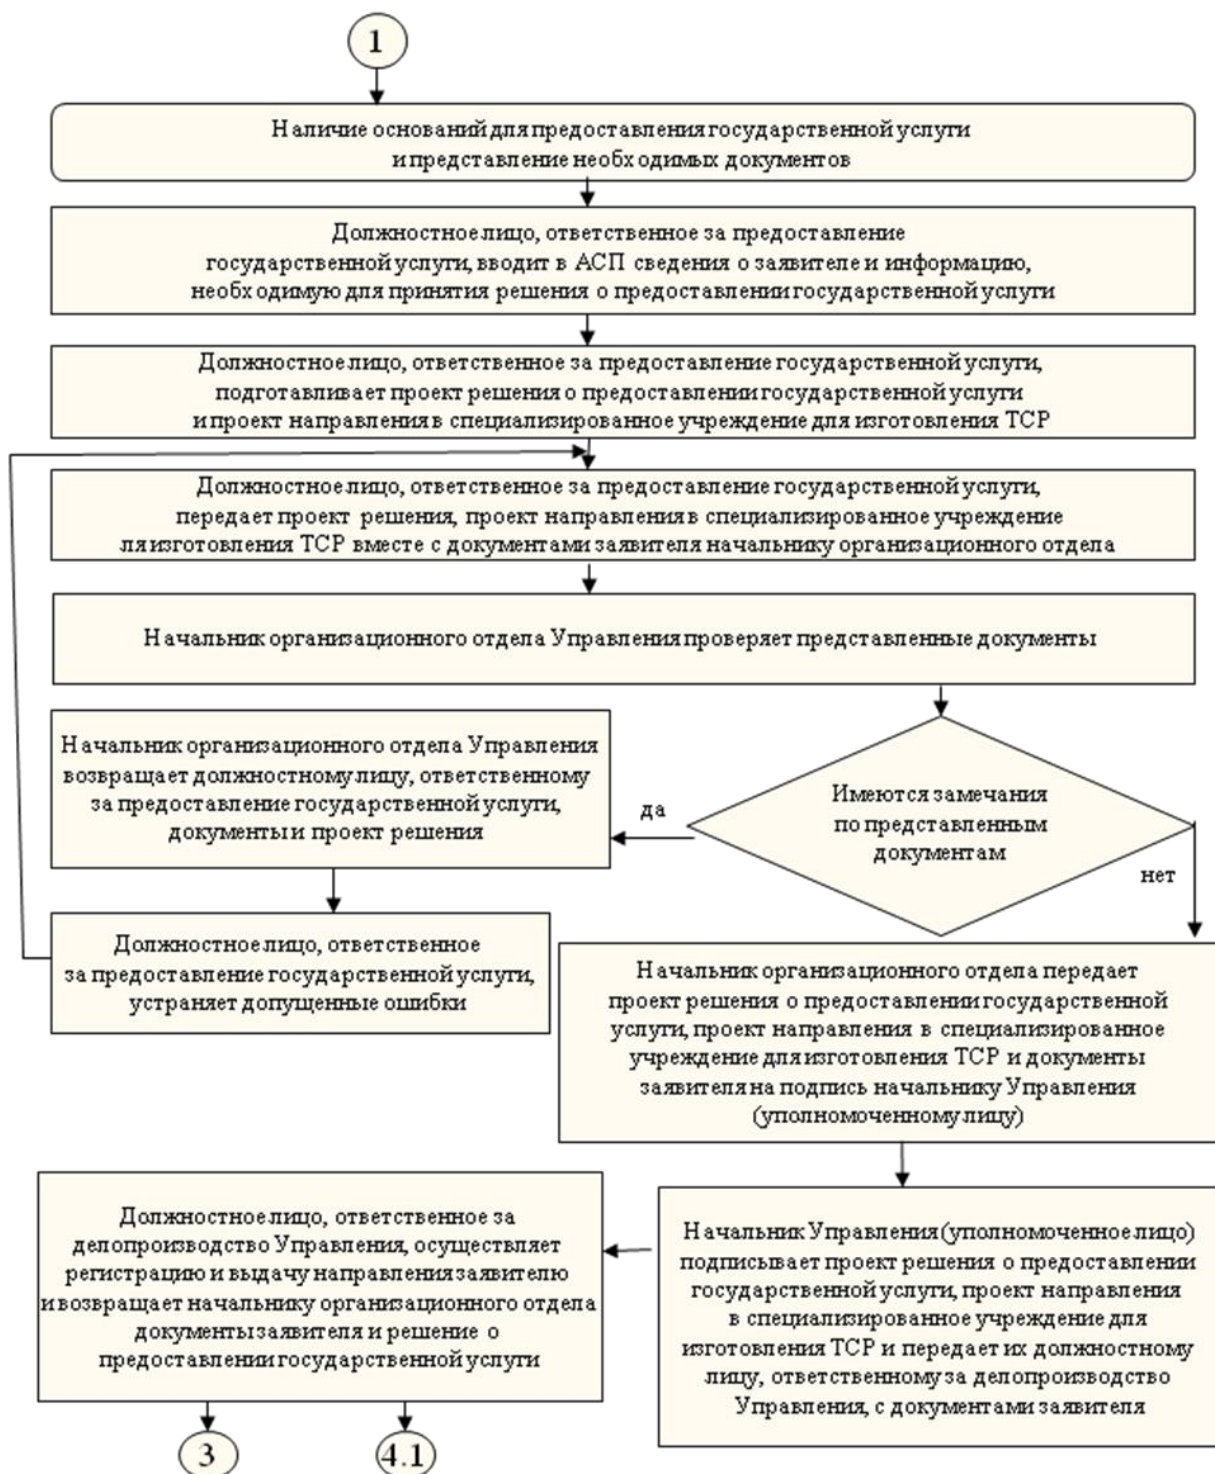 1
Наличие оснований для предоставления государственной услуги
и представление необходимых документов
Должностное лицо, ответственное за предоставление
государственной услуги, вводит в АСП сведения о заявителе и информацию,
необходимую для принятия решения о предоставлении государственной услуги
Должностное лицо, ответственное за предоставление государственной услуги,
подготавливает проект решения о предоставлении государственной услуги
и проект направления в специализированное учреждение для изготовления ТСР
Должностное лицо, ответственное за предоставление государственной услуги,
передает проект решения, проект направления в специализированное учреждение
ля изготовления ТСР вместе с документами заявителя начальнику организационного отдела
Начальник организационного отдела Управления проверяет представленные документы
Начальник организационного отдела Управления
возвращает должностному лицу, ответственному
за предоставление государственной услуги,
документы и проект решения
да
Имеются замечания
по представленным
документам
нет
Должностное лицо, ответственное
за предоставление государственной услуги,
устраняет допущенные ошибки
Начальник организационного отдела передает
проект решения о предоставлении государственной
услуги, проект направления в специализированное
учреждение для изготовления ТСР и документы
заявителя на подпись начальнику Управления
(уполномоченному лицу)
Должностное лицо, ответственное за
делопроизводство Управления, осуществляет
регистрацию и выдачу направления заявителю
и возвращает начальнику организационного отдела
документы заявителя и решение о
предоставлении государственной услуги
Начальник Управления (уполномоченное лицо)
подписывает проект решения о предоставлении
государственной услуги, проект направления
в специализированное учреждение для
изготовления ТСР и передает их должностному
лицу, ответственному за делопроизводство
Управления, с документами заявителя
3
4.1